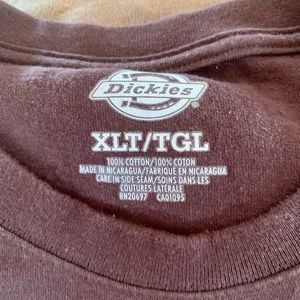 Dickies
XLT/TGL
100% COTTON/100% COTON
MADE IN NICARAGUA/FABRIQUÉ EN NICARAGUA
CARE IN SIDE SEAM/SOINS DANS LES
COUTURES LATERALE
RN20697 CA01095